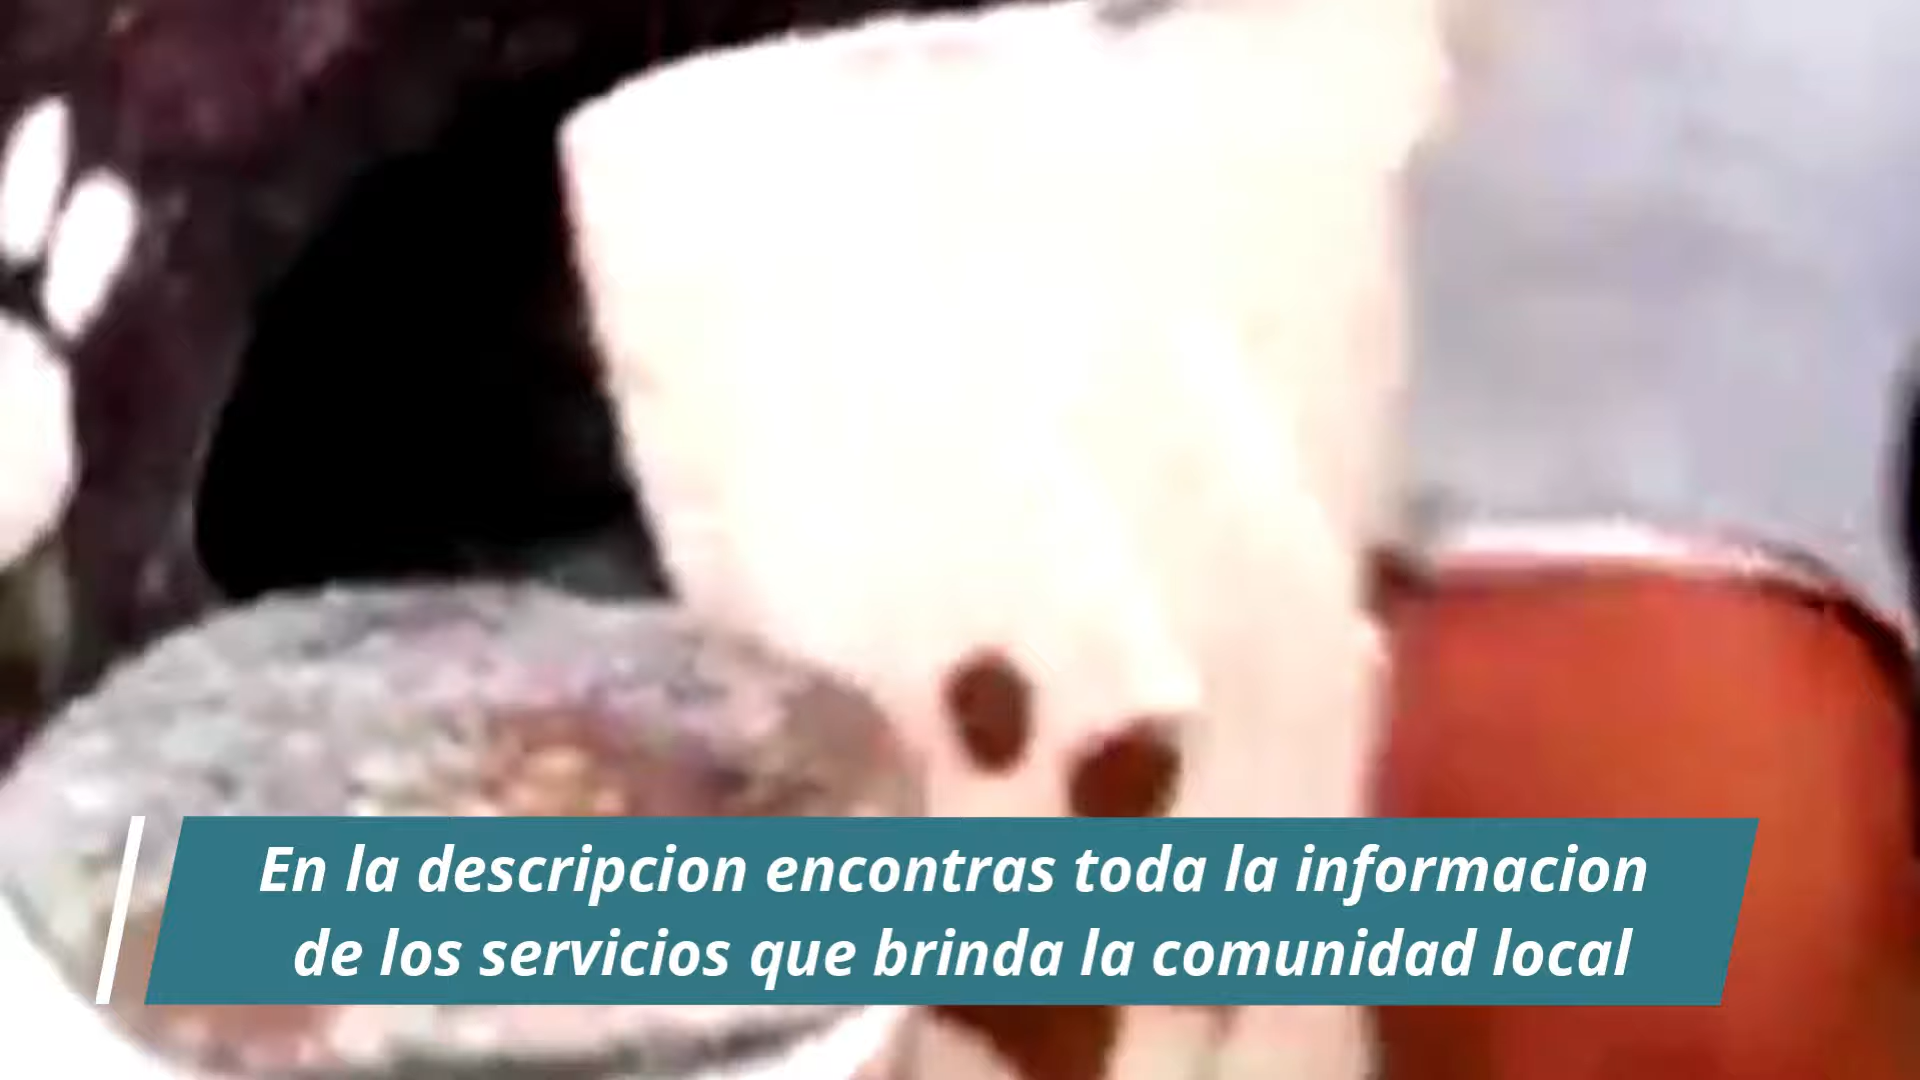 En la descripcion encontras toda la informacion
de los servicios que brinda la comunidad local